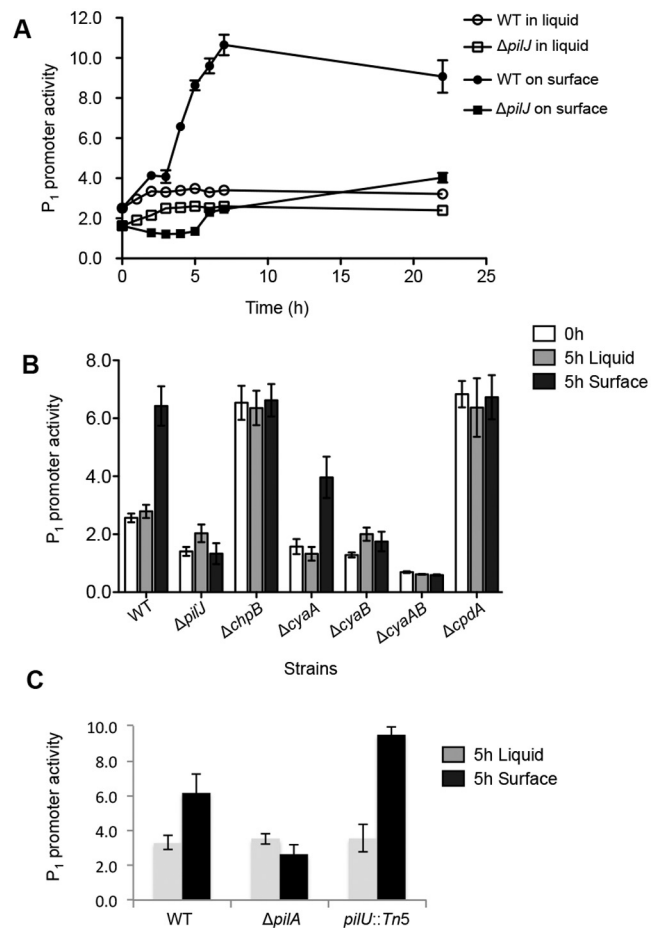 A
P₁ promoter activity
12.0
10.0
8.0
6.0
4.0
2.0
0.0
0
5
10
15
20
25
Time (h)
WT in liquid
ΔpilJ in liquid
WT on surface
ΔpilJ on surface
B
P₁ promoter activity
8.0
6.0
4.0
2.0
0.0
WT
ΔpilJ
ΔchpB
ΔcyaA
ΔcyaB
ΔcyaAB
ΔcpdA
Strains
0h
5h Liquid
5h Surface
C
P₁ promoter activity
10.0
8.0
6.0
4.0
2.0
0.0
WT
ΔpilA
pilU::Tn5
5h Liquid
5h Surface